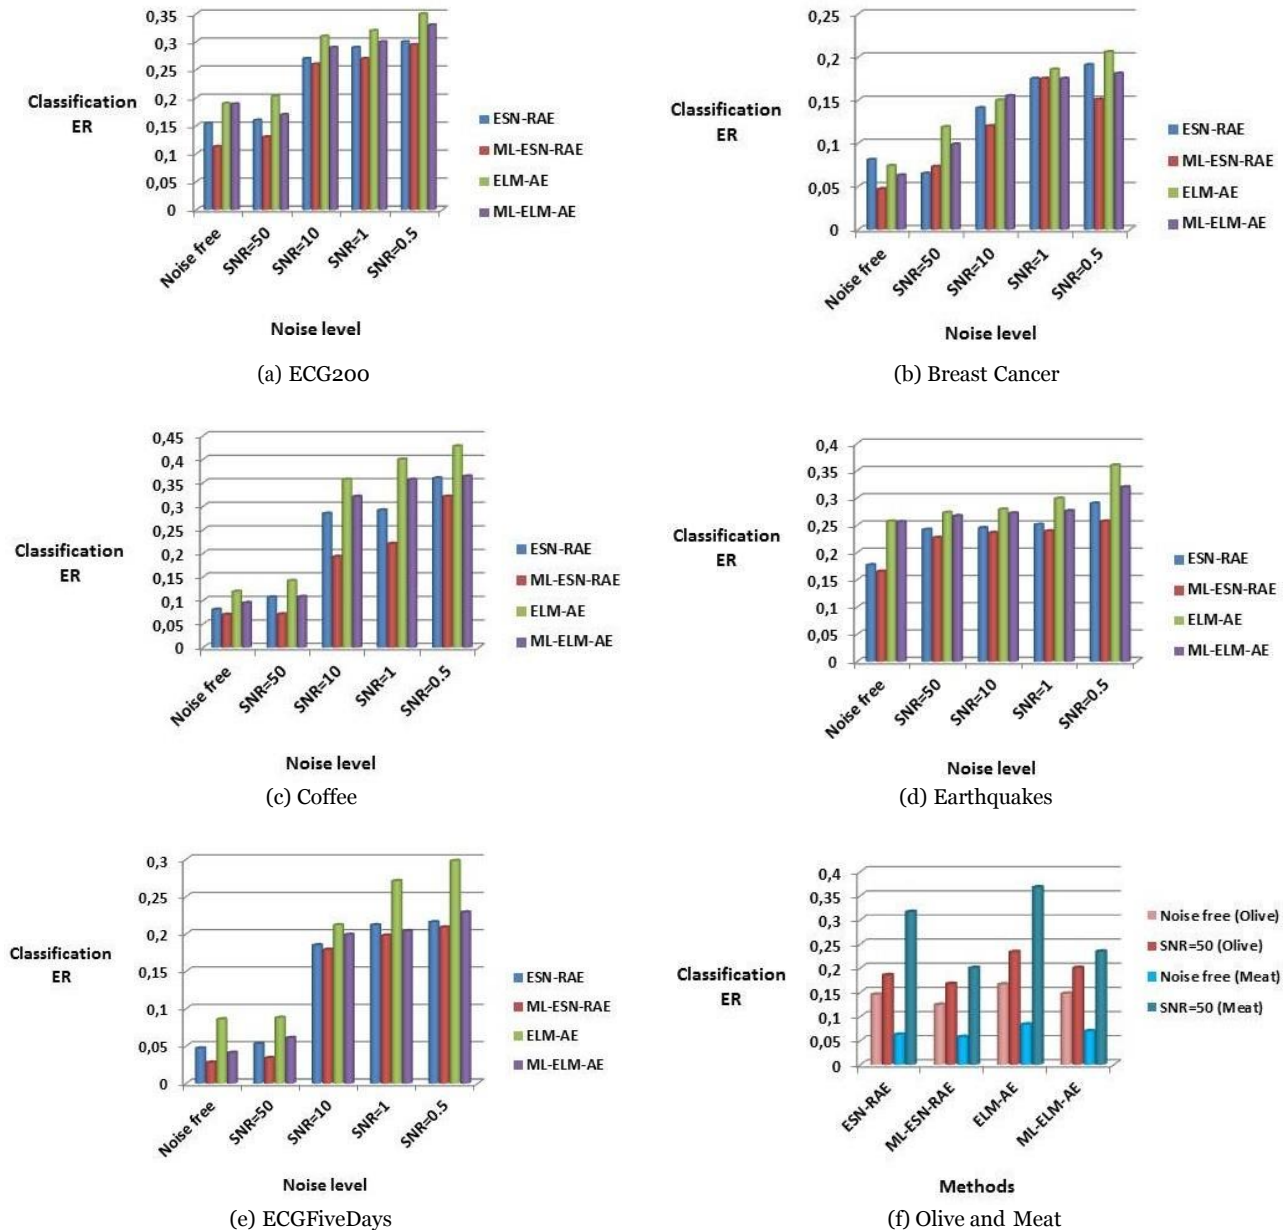 0,35
0,3
0,25
0,2
0,15
0,1
0,05
0
Classification
ER
Noise free
SNR=50
SNR=10
SNR=1
SNR=0.5
Noise level
ESN-RAE
ML-ESN-RAE
ELM-AE
ML-ELM-AE
(a) ECG200
0,25
0,2
0,15
0,1
0,05
0
Classification
ER
Noise free
SNR=50
SNR=10
SNR=1
SNR=0.5
Noise level
ESN-RAE
ML-ESN-RAE
ELM-AE
ML-ELM-AE
(b) Breast Cancer
0,45
0,4
0,35
0,3
0,25
0,2
0,15
0,1
0,05
0
Classification
ER
Noise free
SNR=50
SNR=10
SNR=1
SNR=0.5
Noise level
ESN-RAE
ML-ESN-RAE
ELM-AE
ML-ELM-AE
(c) Coffee
0,4
0,35
0,3
0,25
0,2
0,15
0,1
0,05
0
Classification
ER
Noise free
SNR=50
SNR=10
SNR=1
SNR=0.5
Noise level
ESN-RAE
ML-ESN-RAE
ELM-AE
ML-ELM-AE
(d) Earthquakes
0,3
0,25
0,2
0,15
0,1
0,05
0
Classification
ER
Noise free
SNR=50
SNR=10
SNR=1
SNR=0.5
Noise level
ESN-RAE
ML-ESN-RAE
ELM-AE
ML-ELM-AE
(e) ECGFiveDays
0,4
0,35
0,3
0,25
0,2
0,15
0,1
0,05
0
Classification
ER
ESN-RAE
ML-ESN-RAE
ELM-AE
ML-ELM-AE
Methods
Noise free (Olive)
SNR=50 (Olive)
Noise free (Meat)
SNR=50 (Meat)
(f) Olive and Meat